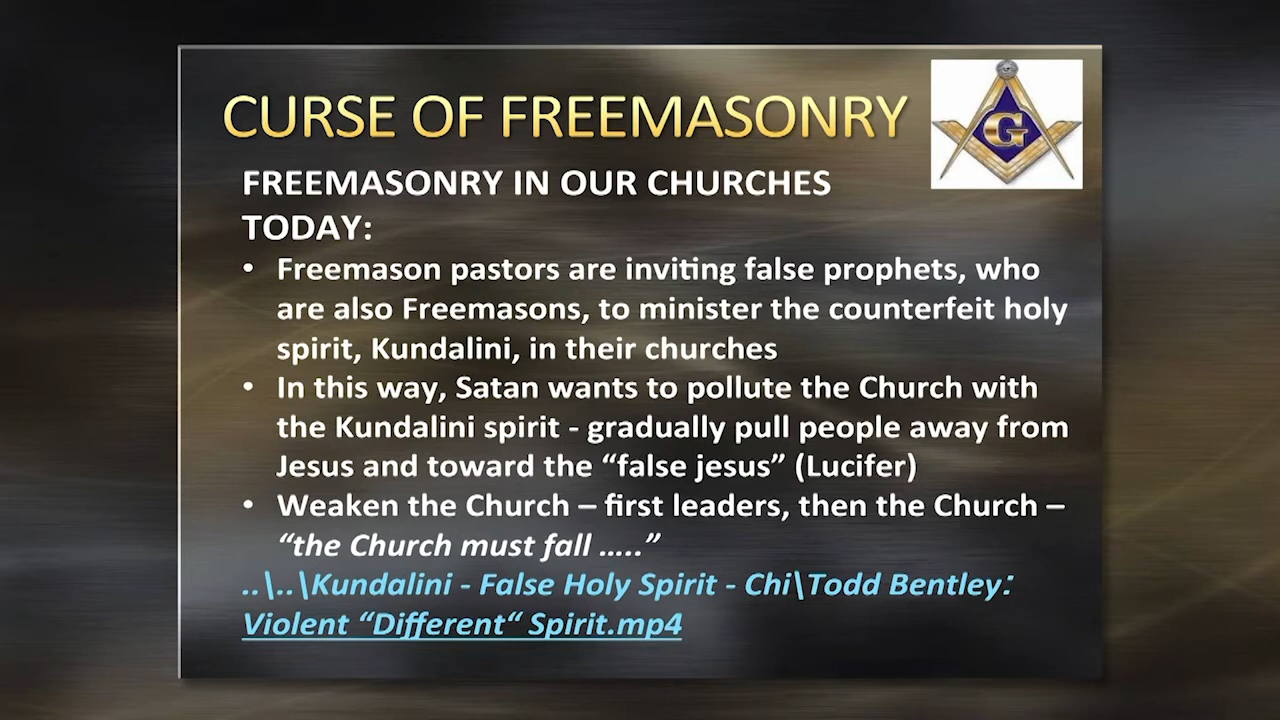 CURSE OF FREEMASONRY
G
FREEMASONRY IN OUR CHURCHES
TODAY:
• Freemason pastors are inviting false prophets, who
are also Freemasons, to minister the counterfeit holy
spirit, Kundalini, in their churches
• In this way, Satan wants to pollute the Church with
the Kundalini spirit - gradually pull people away from
Jesus and toward the “false jesus” (Lucifer)
• Weaken the Church – first leaders, then the Church –
“the Church must fall …..”
..\..\Kundalini - False Holy Spirit - Chi\Todd Bentley:
Violent “Different“ Spirit.mp4